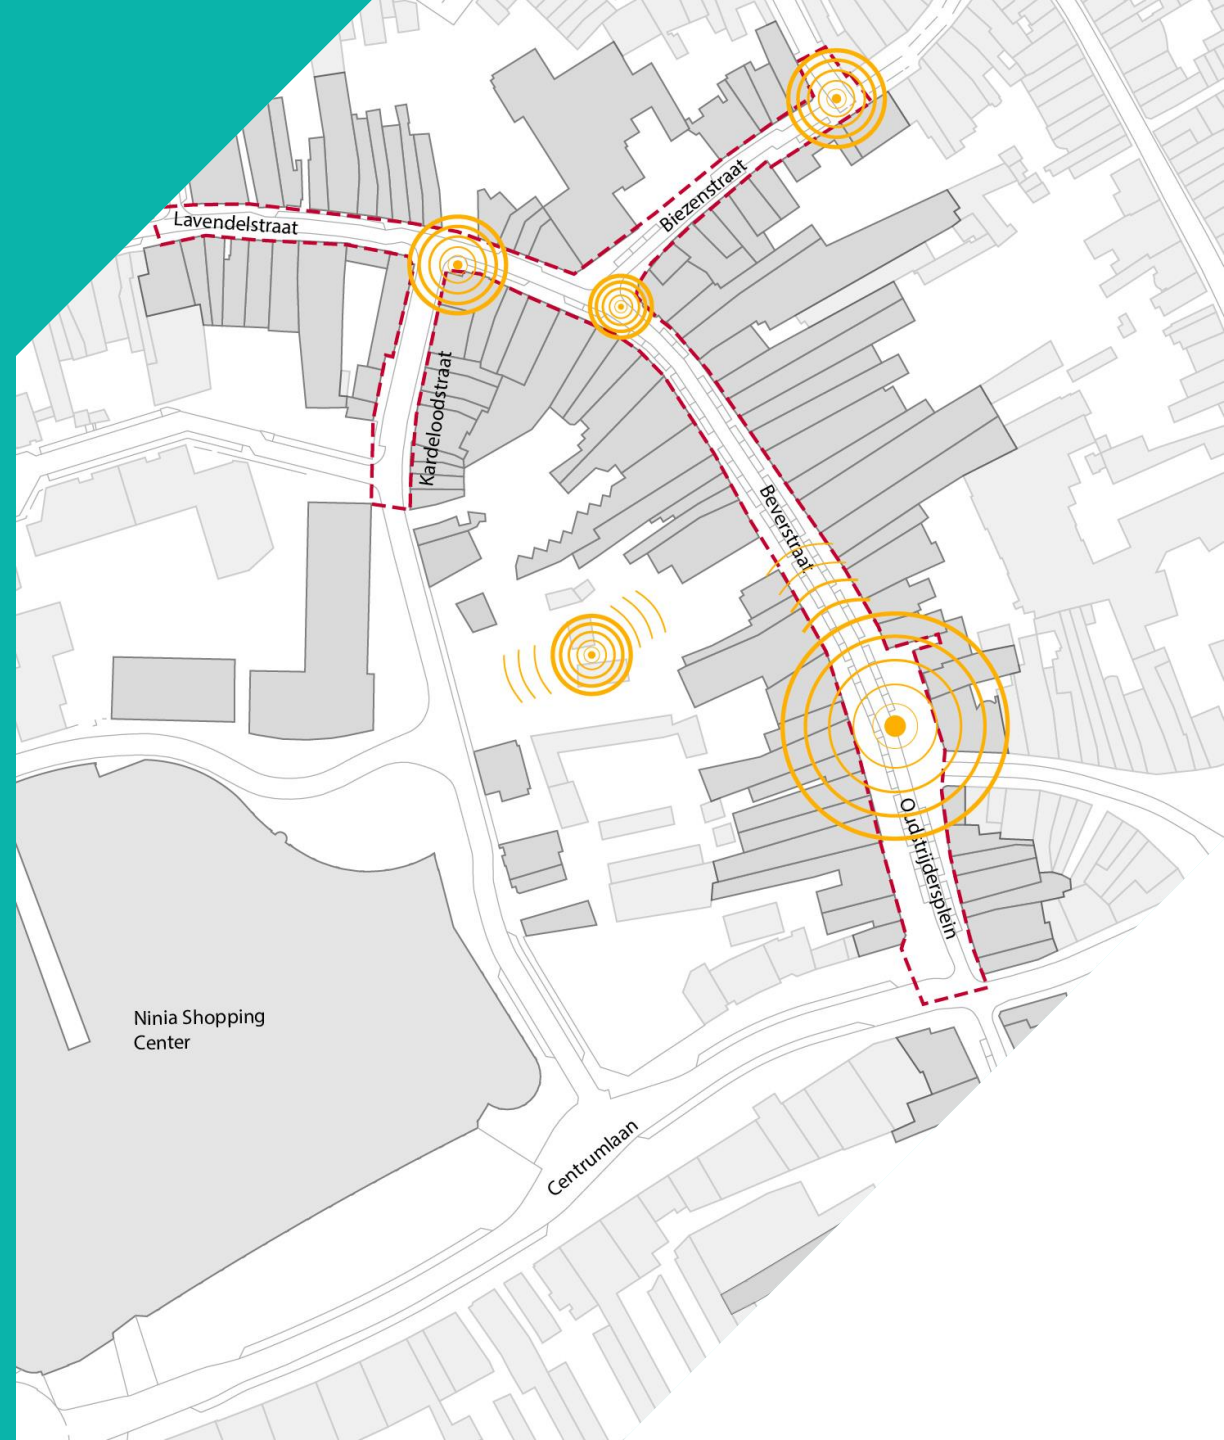 Lavendelstraat
Biezenstraat
Kardeloodstraat
Beverstraat
Oudstrijdersplein
Ninia Shopping
Center
Centrumlaan